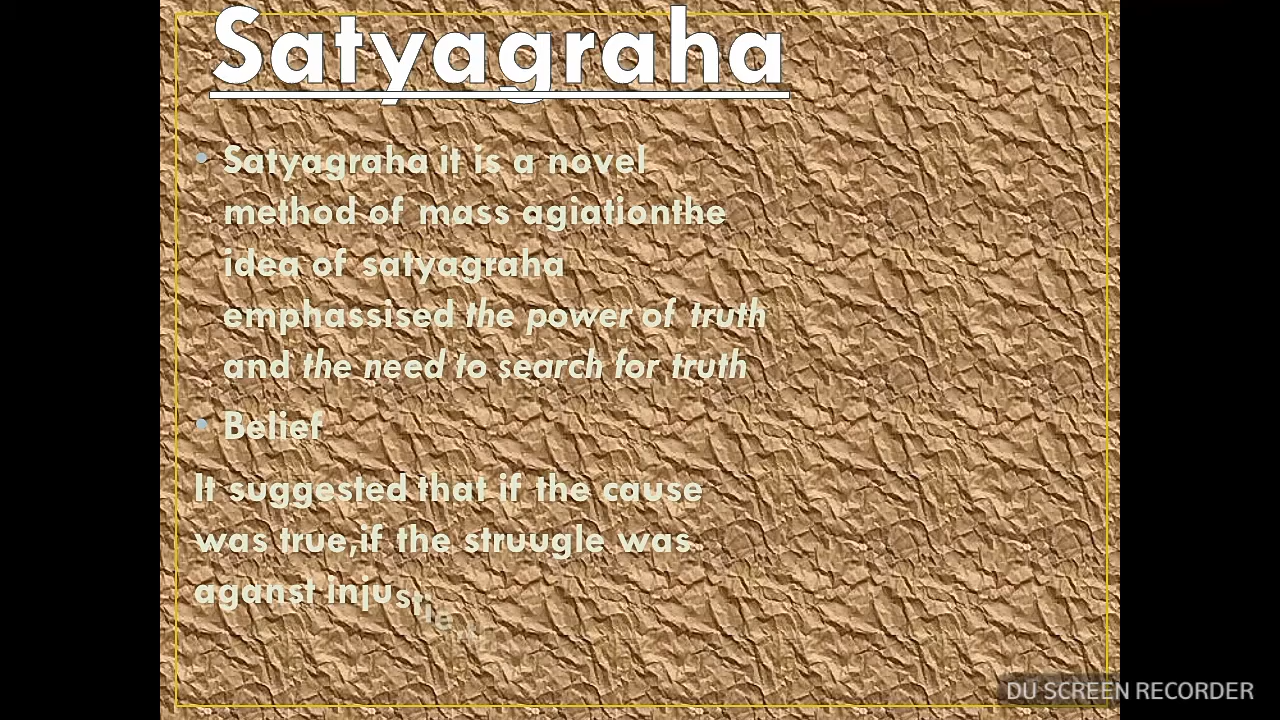 Satyagraha
• Satyagraha it is a novel
method of mass agiationthe
idea of satyagraha
emphassised the power of truth
and the need to search for truth
• Belief
It suggested that if the cause
was true,if the struugle was
aganst injustie
DU SCREEN RECORDER